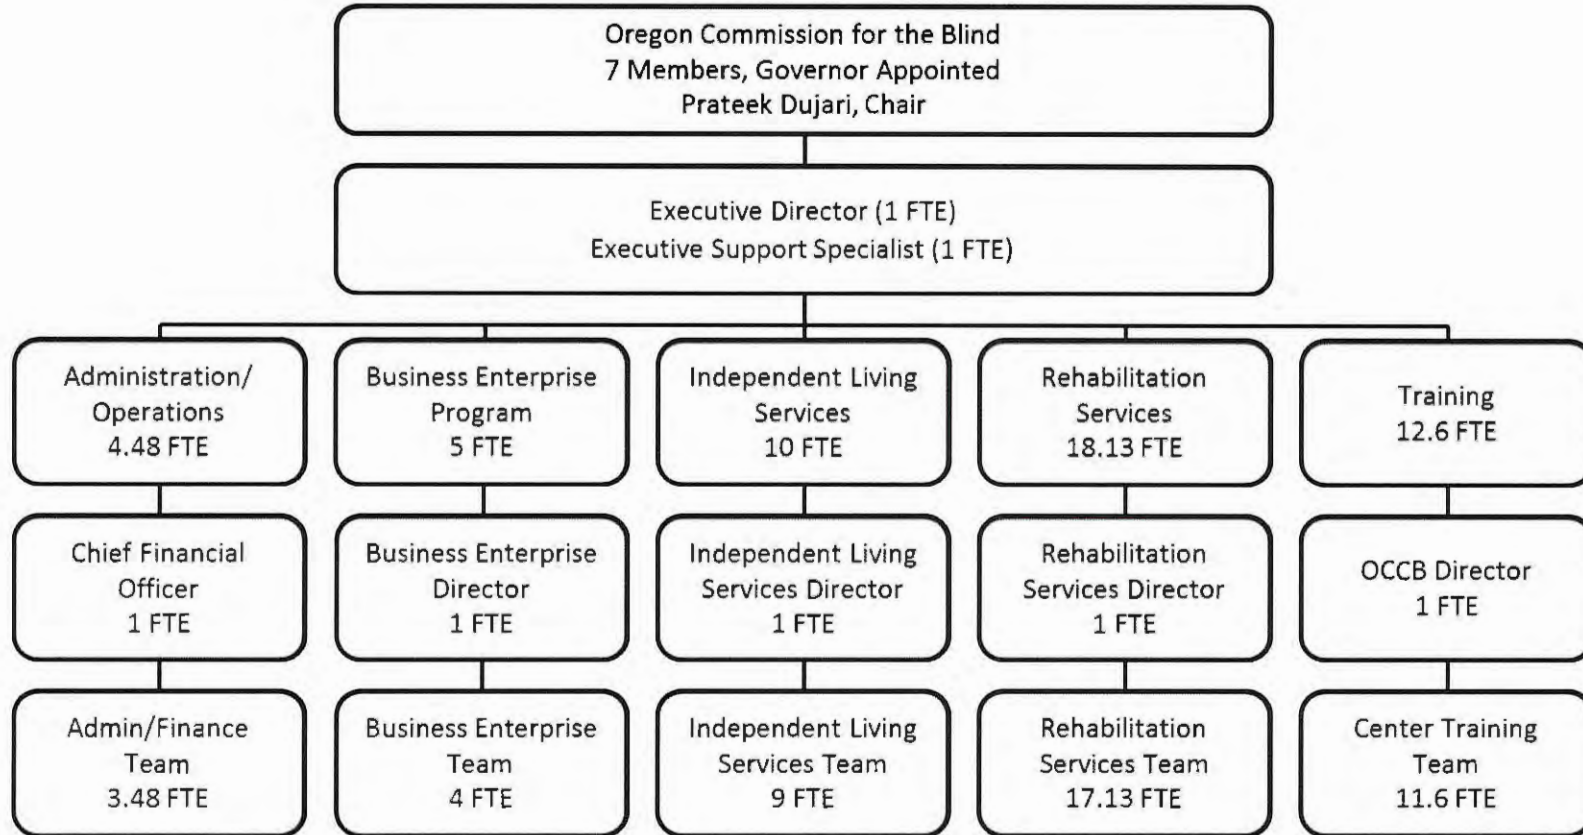 Oregon Commission for the Blind
7 Members, Governor Appointed
Prateek Dujari, Chair
Executive Director (1 FTE)
Executive Support Specialist (1 FTE)
Administration/
Operations
4.48 FTE
Business Enterprise
Program
5 FTE
Independent Living
Services
10 FTE
Rehabilitation
Services
18.13 FTE
Training
12.6 FTE
Chief Financial
Officer
1 FTE
Business Enterprise
Director
1 FTE
Independent Living
Services Director
1 FTE
Rehabilitation
Services Director
1 FTE
OCCB Director
1 FTE
Admin/Finance
Team
3.48 FTE
Business Enterprise
Team
4 FTE
Independent Living
Services Team
9 FTE
Rehabilitation
Services Team
17.13 FTE
Center Training
Team
11.6 FTE